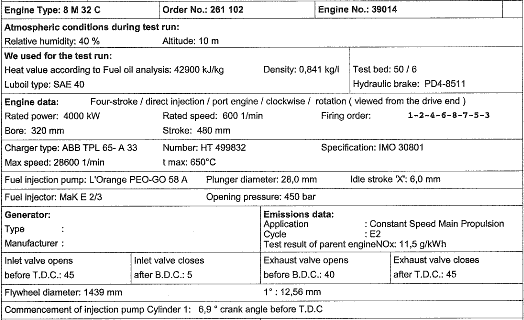 Engine Type: 8 M 32 C Order No.: 261 102 Engine No.: 39014
Atmospheric conditions during test run:
Relative humidity: 40 % Altitude: 10 m
We used for the test run:
Heat value according to Fuel oil analysis: 42900 kJ/kg Density: 0,841 kg/l Test bed: 50 / 6
Luboil type: SAE 40 Hydraulic brake: PD4-8511
Engine data: Four-stroke / direct injection / port engine / clockwise / rotation ( viewed from the drive end )
Rated power: 4000 kW Rated speed: 600 1/min Firing order: 1-2-4-6-8-7-5-3
Bore: 320 mm Stroke: 480 mm
Charger type: ABB TPL 65- A 33 Number: HT 499832 Specification: IMO 30801
Max speed: 28600 1/min t max: 650°C
Fuel injection pump: L'Orange PEO-GO 58 A Plunger diameter: 28,0 mm Idle stroke 'X': 6,0 mm
Fuel injector: MaK E 2/3 Opening pressure: 450 bar
Generator: Emissions data:
Type : Application : Constant Speed Main Propulsion
Cycle : E2
Manufacturer : Test result of parent engineNOx: 11,5 g/kWh
Inlet valve opens Inlet valve closes Exhaust valve opens Exhaust valve closes
before T.D.C.: 45 after B.D.C.: 5 before B.D.C.: 40 after T.D.C.: 45
Flywheel diameter: 1439 mm 1° : 12,56 mm
Commencement of injection pump Cylinder 1: 6,9 ° crank angle before T.D.C